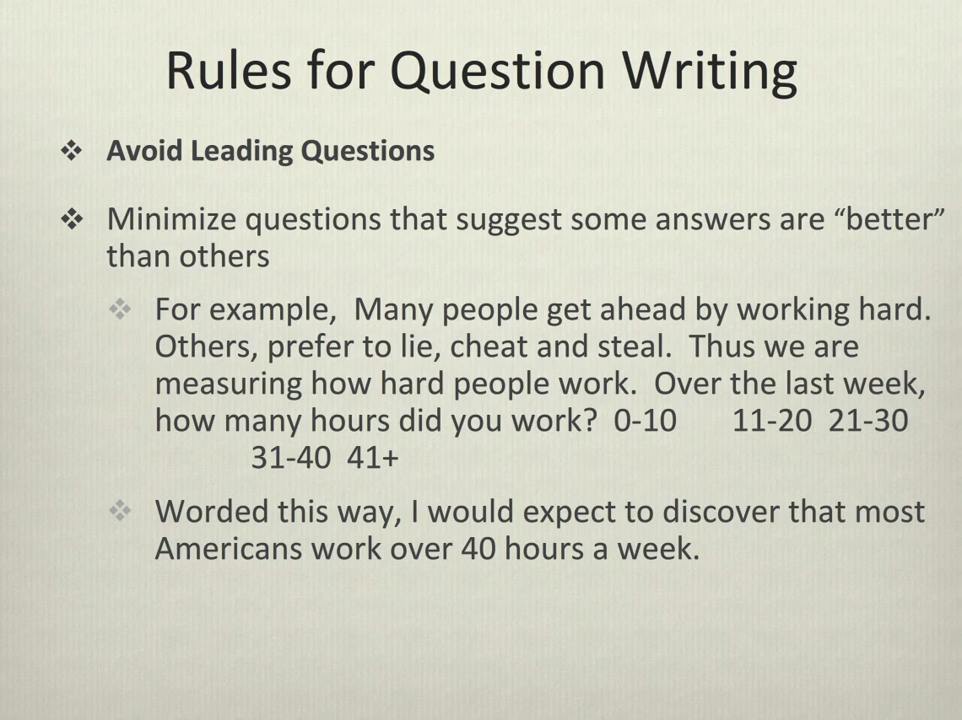 Rules for Question Writing
❖ Avoid Leading Questions
❖ Minimize questions that suggest some answers are “better”
than others
❖ For example,  Many people get ahead by working hard.
Others, prefer to lie, cheat and steal.  Thus we are
measuring how hard people work.  Over the last week,
how many hours did you work?  0-10 11-20  21-30
31-40  41+
❖ Worded this way, I would expect to discover that most
Americans work over 40 hours a week.